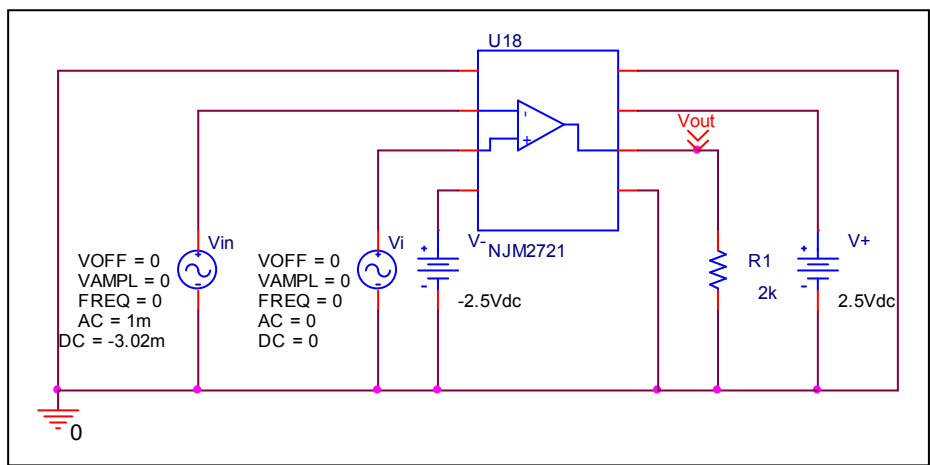 U18
-
+
Vout
NJM2721
Vin
VOFF = 0
VAMPL = 0
FREQ = 0
AC = 1m
DC = -3.02m
+
-
Vi
VOFF = 0
VAMPL = 0
FREQ = 0
AC = 0
DC = 0
+
-
V-
+
-
-2.5Vdc
R1
2k
V+
+
-
2.5Vdc
0